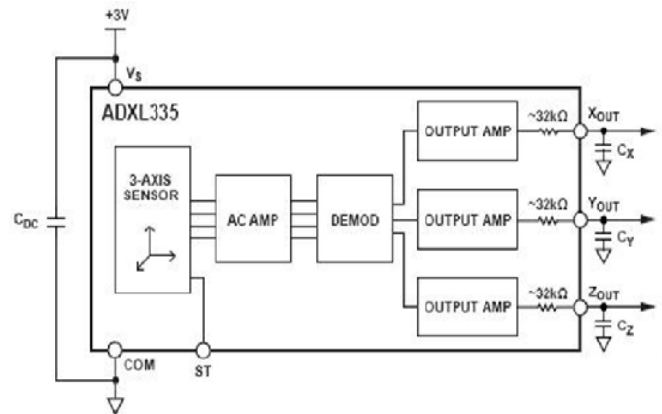 +3V
VS
ADXL335
3-AXIS
SENSOR
AC AMP
DEMOD
OUTPUT AMP
~32kΩ
XOUT
CX
OUTPUT AMP
~32kΩ
YOUT
CY
OUTPUT AMP
~32kΩ
ZOUT
CZ
CDC
COM
ST